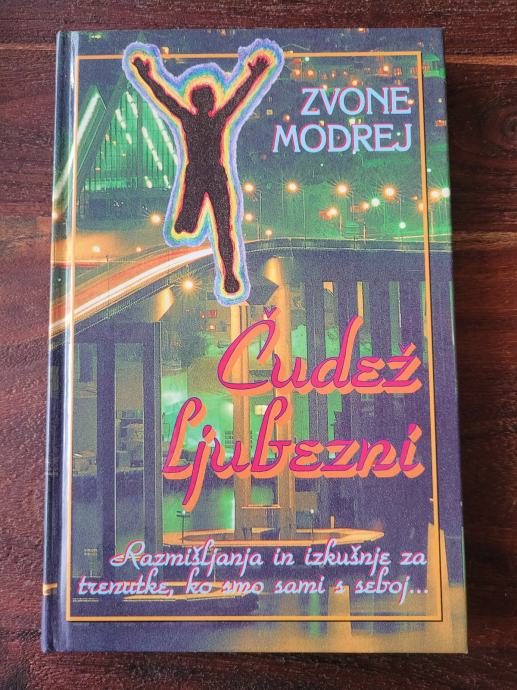 ZVONE
MODREJ
Čudež
ljubezni
Razmišljanja in izkušnje za
trenutke, ko smo sami s seboj...